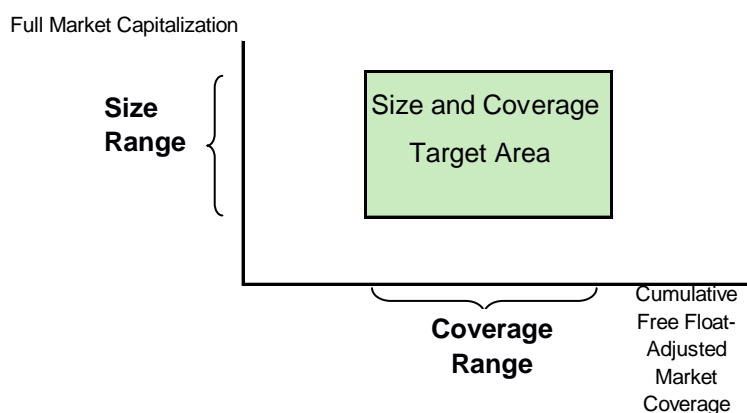 Full Market Capitalization
Size
Range
Size and Coverage
Target Area
Coverage
Range
Cumulative
Free Float-
Adjusted
Market
Coverage